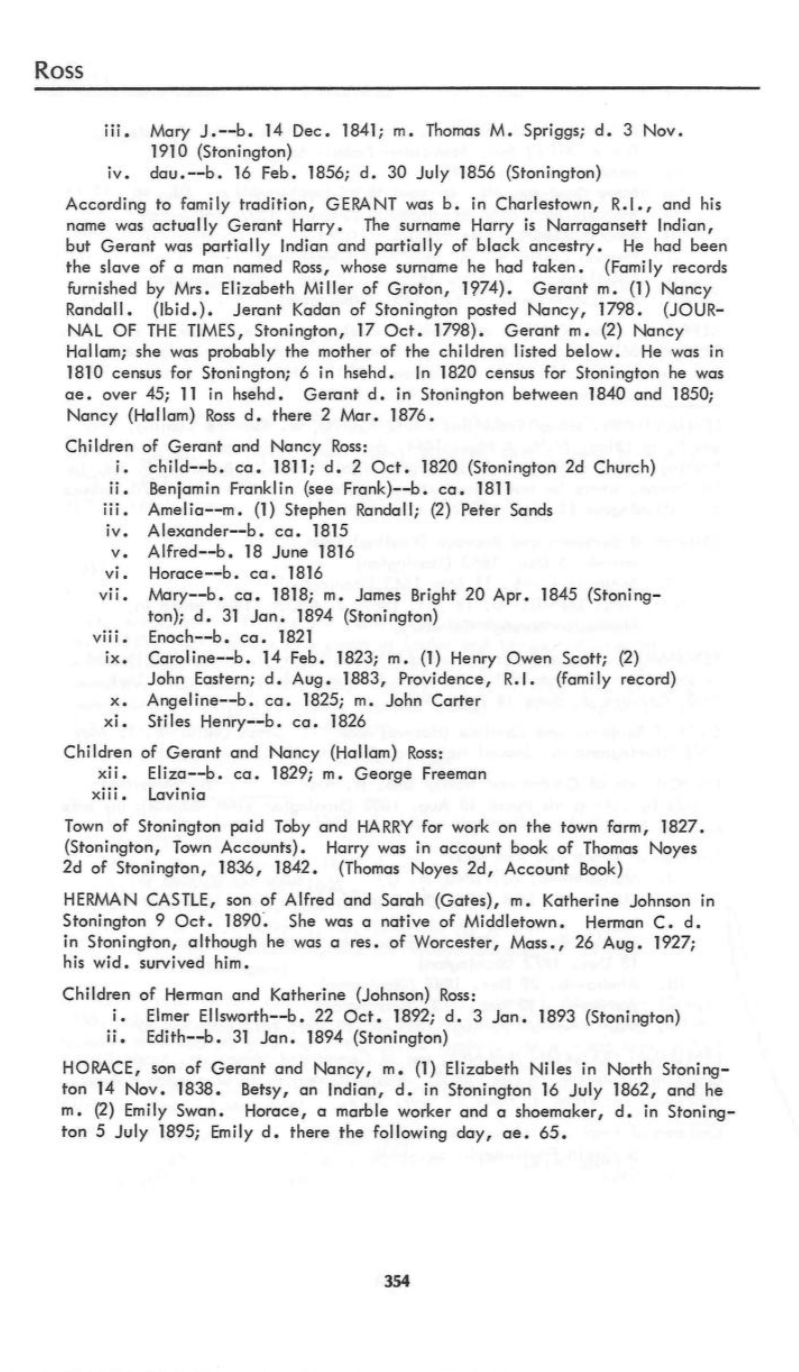 Ross
iii. Mary J.--b. 14 Dec. 1841; m. Thomas M. Spriggs; d. 3 Nov.
1910 (Stonington)
iv. dau.--b. 16 Feb. 1856; d. 30 July 1856 (Stonington)
According to family tradition, GERANT was b. in Charlestown, R.I., and his
name was actually Gerant Harry. The surname Harry is Narragansett Indian,
but Gerant was partially Indian and partially of black ancestry. He had been
the slave of a man named Ross, whose surname he had taken. (Family records
furnished by Mrs. Elizabeth Miller of Groton, 1974). Gerant m. (1) Nancy
Randall. (Ibid.). Jerant Kadan of Stonington posted Nancy, 1798. (JOUR-
NAL OF THE TIMES, Stonington, 17 Oct. 1798). Gerant m. (2) Nancy
Hallam; she was probably the mother of the children listed below. He was in
1810 census for Stonington; 6 in hsehd. In 1820 census for Stonington he was
ae. over 45; 11 in hsehd. Gerant d. in Stonington between 1840 and 1850;
Nancy (Hallam) Ross d. there 2 Mar. 1876.
Children of Gerant and Nancy Ross:
i. child--b. ca. 1811; d. 2 Oct. 1820 (Stonington 2d Church)
ii. Benjamin Franklin (see Frank)--b. ca. 1811
iii. Amelia--m. (1) Stephen Randall; (2) Peter Sands
iv. Alexander--b. ca. 1815
v. Alfred--b. 18 June 1816
vi. Horace--b. ca. 1816
vii. Mary--b. ca. 1818; m. James Bright 20 Apr. 1845 (Stoning-
ton); d. 31 Jan. 1894 (Stonington)
viii. Enoch--b. ca. 1821
ix. Caroline--b. 14 Feb. 1823; m. (1) Henry Owen Scott; (2)
John Eastern; d. Aug. 1883, Providence, R.I. (family record)
x. Angeline--b. ca. 1825; m. John Carter
xi. Stiles Henry--b. ca. 1826
Children of Gerant and Nancy (Hallam) Ross:
xii. Eliza--b. ca. 1829; m. George Freeman
xiii. Lavinia
Town of Stonington paid Toby and HARRY for work on the town farm, 1827.
(Stonington, Town Accounts). Harry was in account book of Thomas Noyes
2d of Stonington, 1836, 1842. (Thomas Noyes 2d, Account Book)
HERMAN CASTLE, son of Alfred and Sarah (Gates), m. Katherine Johnson in
Stonington 9 Oct. 1890. She was a native of Middletown. Herman C. d.
in Stonington, although he was a res. of Worcester, Mass., 26 Aug. 1927;
his wid. survived him.
Children of Herman and Katherine (Johnson) Ross:
i. Elmer Ellsworth--b. 22 Oct. 1892; d. 3 Jan. 1893 (Stonington)
ii. Edith--b. 31 Jan. 1894 (Stonington)
HORACE, son of Gerant and Nancy, m. (1) Elizabeth Niles in North Stoning-
ton 14 Nov. 1838. Betsy, an Indian, d. in Stonington 16 July 1862, and he
m. (2) Emily Swan. Horace, a marble worker and a shoemaker, d. in Stoning-
ton 5 July 1895; Emily d. there the following day, ae. 65.
354